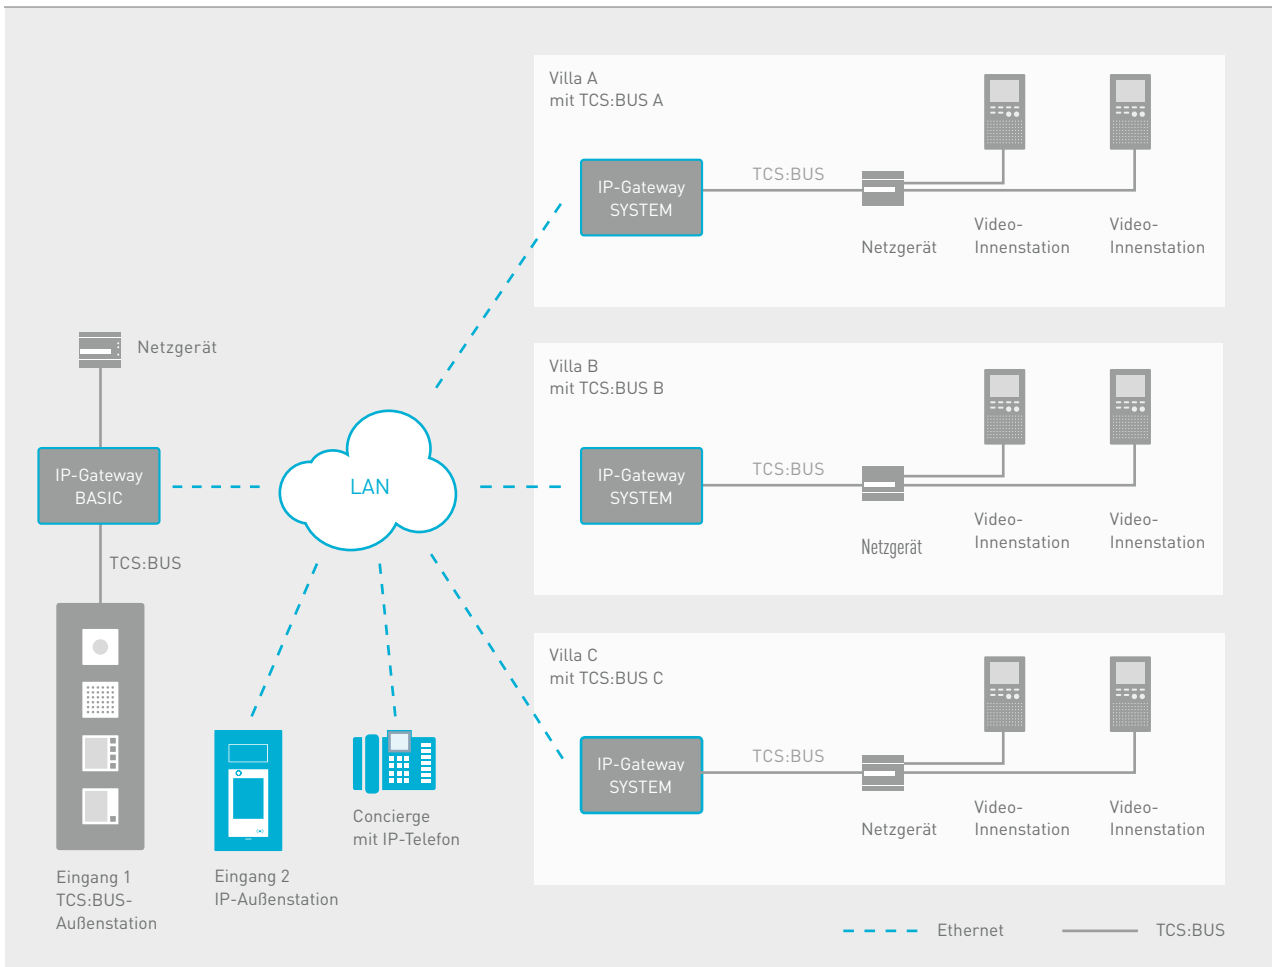 Villa A
mit TCS:BUS A
IP-Gateway
SYSTEM
TCS:BUS
Netzgerät
Video-
Innenstation
Video-
Innenstation
Netzgerät
IP-Gateway
BASIC
TCS:BUS
LAN
Villa B
mit TCS:BUS B
IP-Gateway
SYSTEM
TCS:BUS
Netzgerät
Video-
Innenstation
Video-
Innenstation
Villa C
mit TCS:BUS C
IP-Gateway
SYSTEM
TCS:BUS
Netzgerät
Video-
Innenstation
Video-
Innenstation
Eingang 1
TCS:BUS-
Außenstation
Eingang 2
IP-Außenstation
Concierge
mit IP-Telefon
Ethernet
TCS:BUS